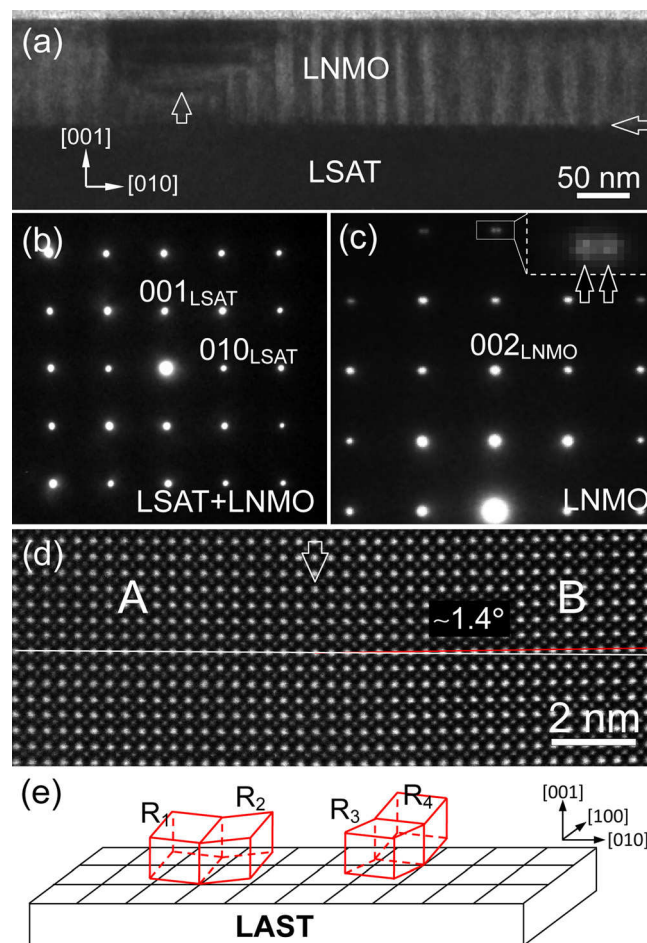 (a)
LNMO
[001]
[010]
LSAT
50 nm
(b)
001LSAT
010LSAT
LSAT+LNMO
(c)
002LNMO
LNMO
(d)
A
B
~1.4°
2 nm
(e)
R1
R2
R3
R4
[001]
[100]
[010]
LAST